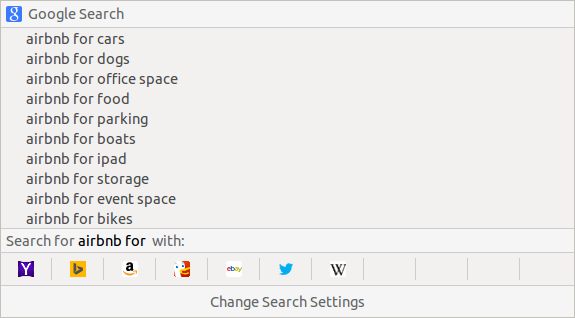 Google Search
airbnb for cars
airbnb for dogs
airbnb for office space
airbnb for food
airbnb for parking
airbnb for boats
airbnb for ipad
airbnb for storage
airbnb for event space
airbnb for bikes
Search for airbnb for with:
Y a ebay W
Change Search Settings